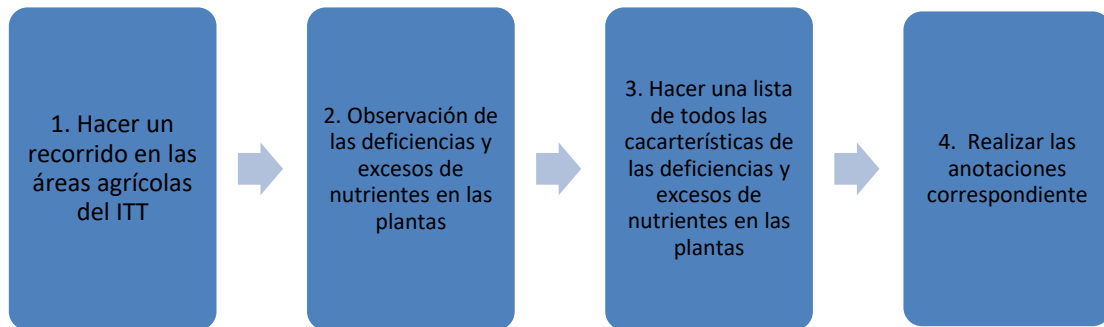 1. Hacer un
recorrido en las
áreas agrícolas
del ITT
2. Observación de
las deficiencias y
excesos de
nutrientes en las
plantas
3. Hacer una lista
de todos las
cacarterísticas de
las deficiencias y
excesos de
nutrientes en las
plantas
4. Realizar las
anotaciones
correspondiente